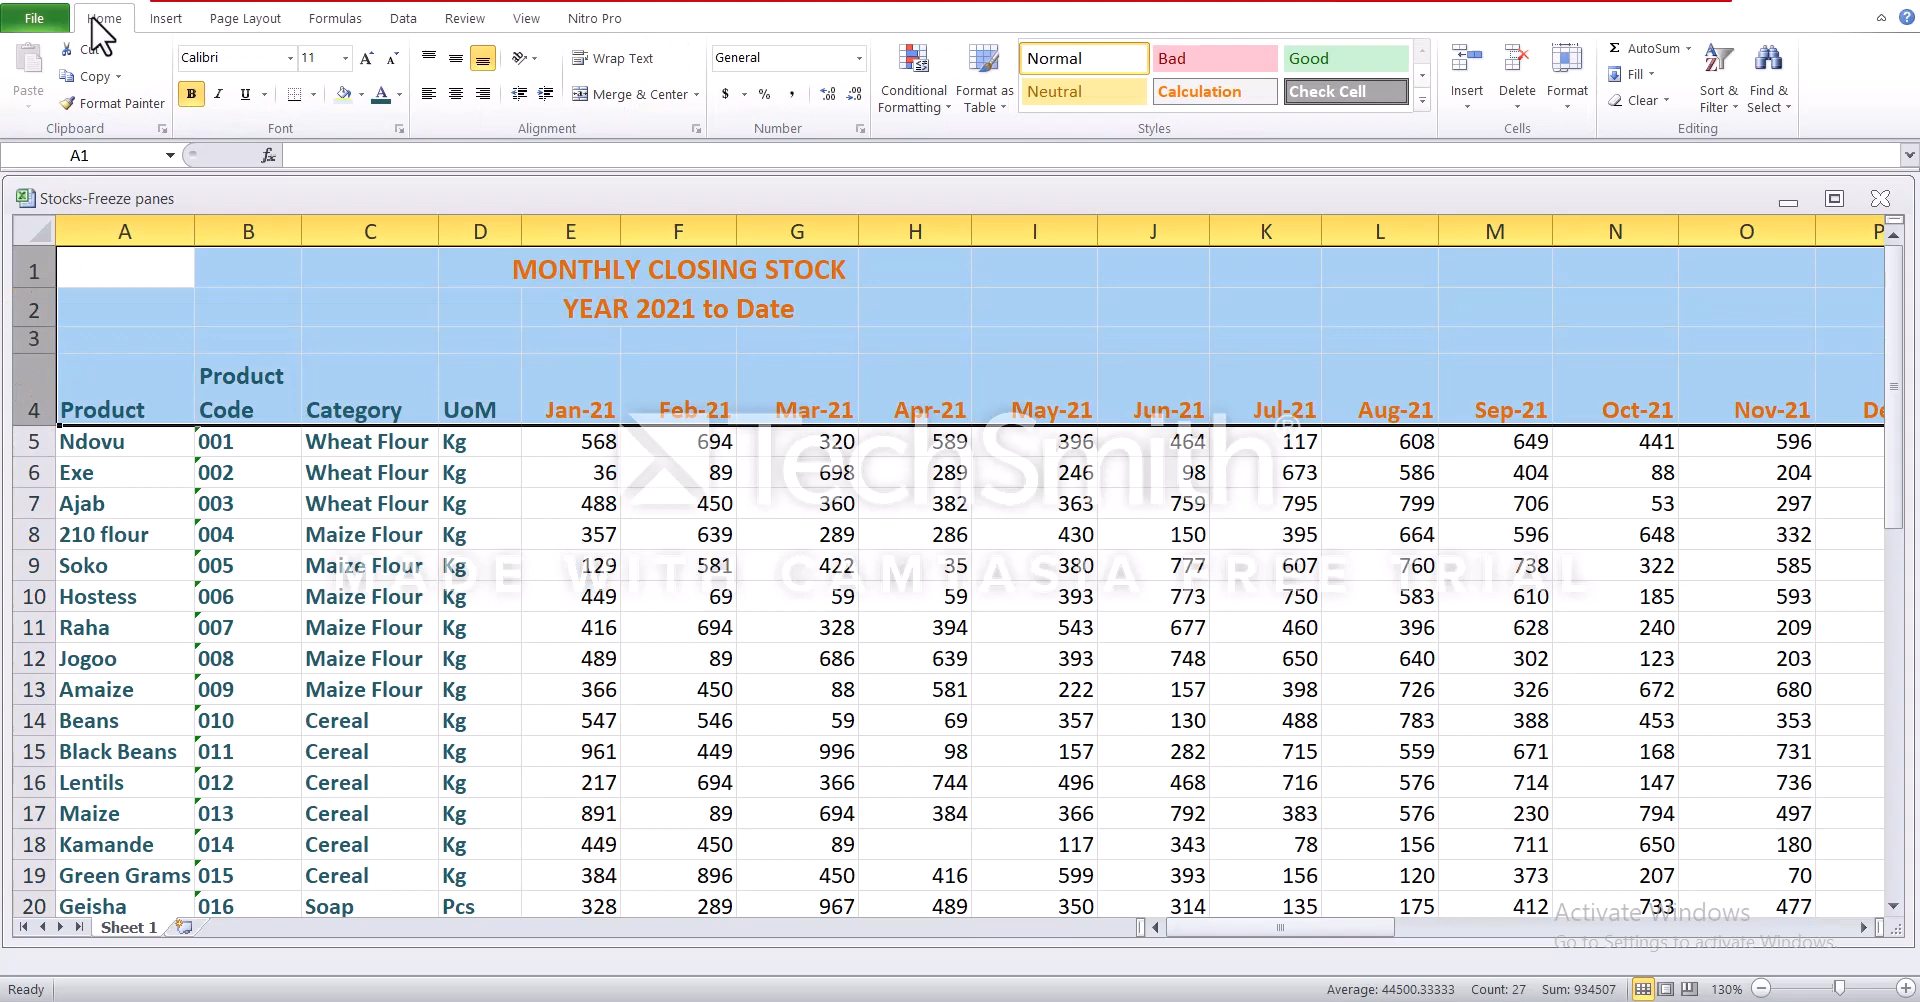 File Home Insert Page Layout Formulas Data Review View Nitro Pro
Cut
Calibri 11 Wrap Text General Normal Bad Good AutoSum
Copy Fill
Paste Conditional Format as Insert Delete Format Sort & Find &
B I U Merge & Center $ % , Neutral Calculation Check Cell
Format Painter Formatting Table Clear Filter Select
Clipboard Font Alignment Number Styles Cells Editing
A1 fx
Stocks-Freeze panes
A B C D E F G H I J K L M N O P
1 MONTHLY CLOSING STOCK
2 YEAR 2021 to Date
3
Product
4 Product Code Category UoM Jan-21 Feb-21 Mar-21 Apr-21 May-21 Jun-21 Jul-21 Aug-21 Sep-21 Oct-21 Nov-21 De
5 Ndovu 001 Wheat Flour Kg 568 694 320 589 396 464 117 608 649 441 596
TechSmith®
6 Exe 002 Wheat Flour Kg 36 89 698 289 246 98 673 586 404 88 204
7 Ajab 003 Wheat Flour Kg 488 450 360 382 363 759 795 799 706 53 297
8 210 flour 004 Maize Flour Kg 357 639 289 286 430 150 395 664 596 648 332
9 Soko 005 Maize Flour Kg 129 581 422 35 380 777 607 760 738 322 585
MADE WITH CAMTASIA FREE TRIAL
10 Hostess 006 Maize Flour Kg 449 69 59 59 393 773 750 583 610 185 593
11 Raha 007 Maize Flour Kg 416 694 328 394 543 677 460 396 628 240 209
12 Jogoo 008 Maize Flour Kg 489 89 686 639 393 748 650 640 302 123 203
13 Amaize 009 Maize Flour Kg 366 450 88 581 222 157 398 726 326 672 680
14 Beans 010 Cereal Kg 547 546 59 69 357 130 488 783 388 453 353
15 Black Beans 011 Cereal Kg 961 449 996 98 157 282 715 559 671 168 731
16 Lentils 012 Cereal Kg 217 694 366 744 496 468 716 576 714 147 736
17 Maize 013 Cereal Kg 891 89 694 384 366 792 383 576 230 794 497
18 Kamande 014 Cereal Kg 449 450 89 117 343 78 156 711 650 180
19 Green Grams 015 Cereal Kg 384 896 450 416 599 393 156 120 373 207 70
20 Geisha 016 Soap Pcs 328 289 967 489 350 314 135 175 412 733 477
Activate Windows
Sheet 1
Go to Settings to activate Windows.
Ready Average: 44500.33333 Count: 27 Sum: 934507 130%